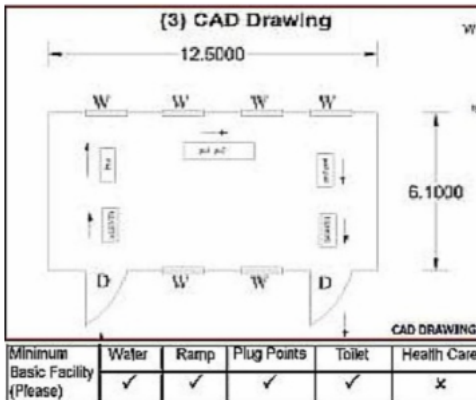 (3) CAD Drawing
12.5000
W W W W
6.1000
D W W D
CAD DRAWING
Minimum Basic Facility (Please) Water Ramp Plug Points Toilet Health Care
✓ ✓ ✓ ✓ ✗